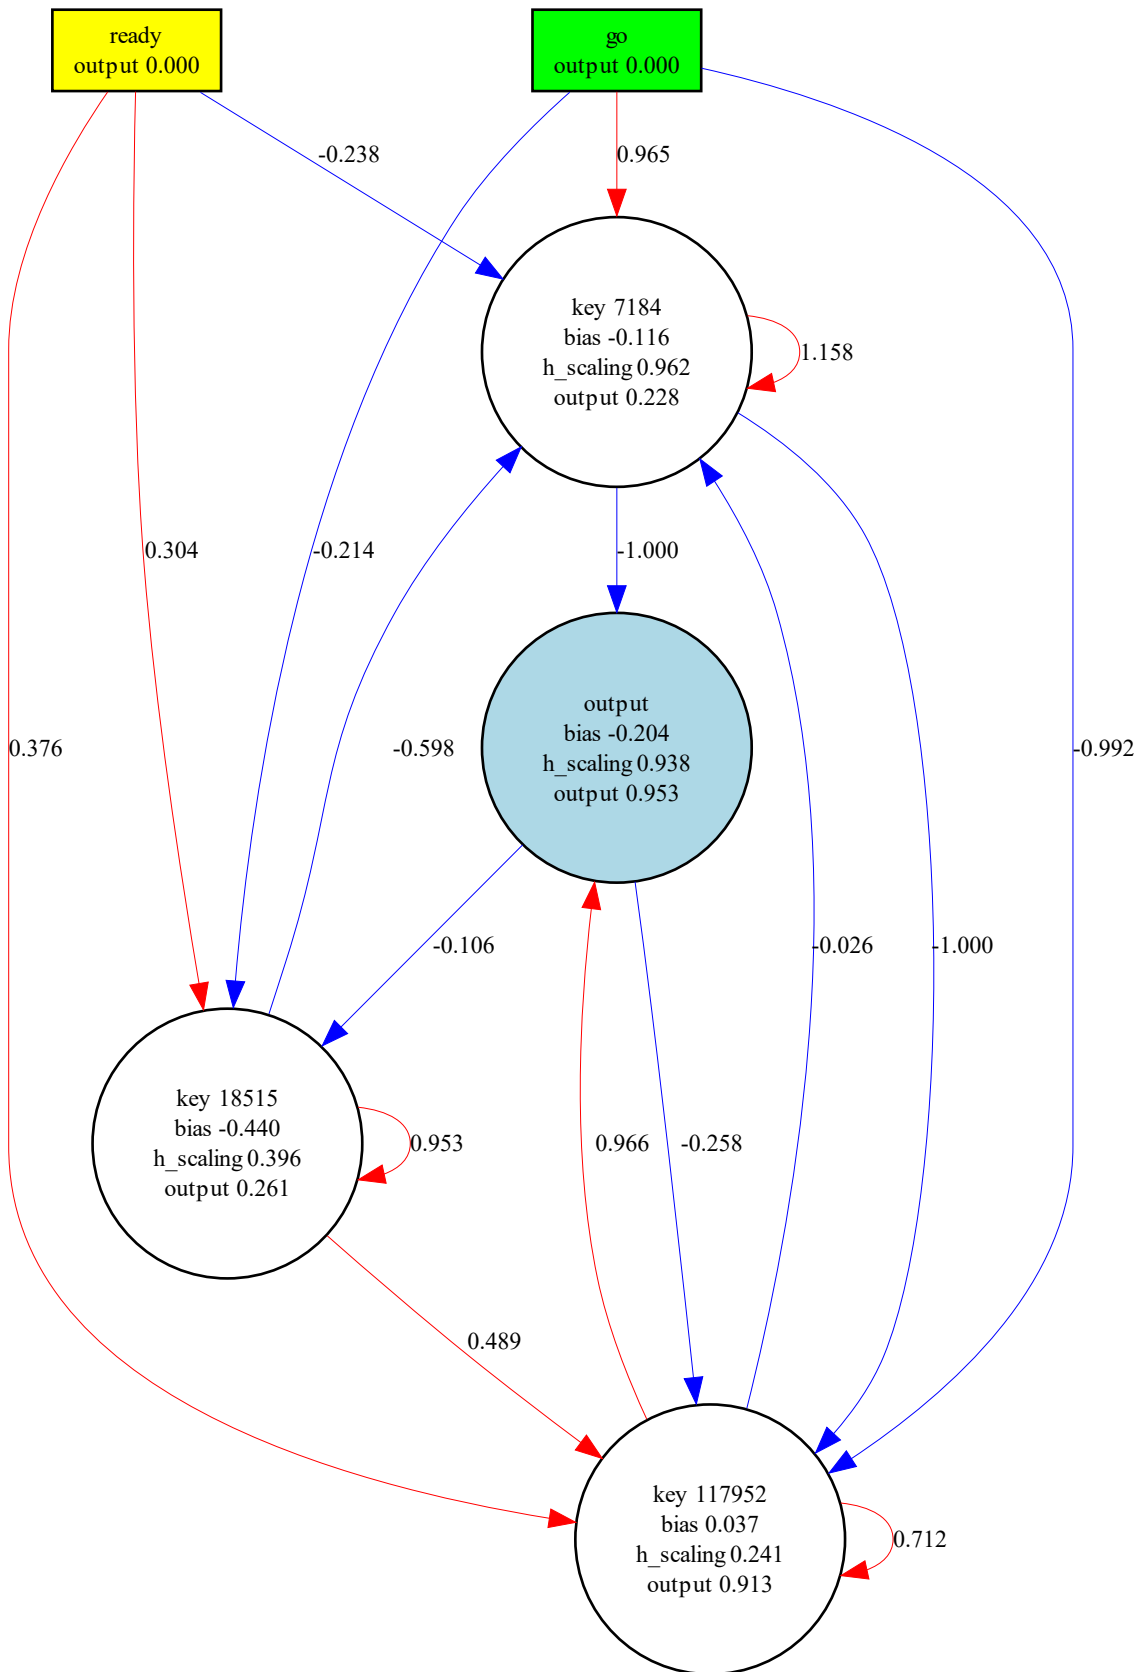 ready
output 0.000
go
output 0.000
-0.238
0.965
key 7184
bias -0.116
h_scaling 0.962
output 0.228
1.158
0.304
-0.214
-1.000
output
bias -0.204
h_scaling 0.938
output 0.953
0.376
-0.598
-0.992
-0.106
-0.026
-1.000
key 18515
bias -0.440
h_scaling 0.396
output 0.261
0.953
0.966
-0.258
0.489
key 117952
bias 0.037
h_scaling 0.241
output 0.913
0.712